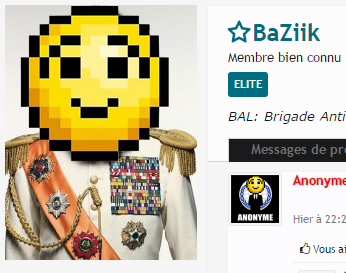 BaZiik
Membre bien connu
ELITE
BAL: Brigade Anti
Messages de pr
Anonyme
ANONYME
Hier à 22:2
Vous ai